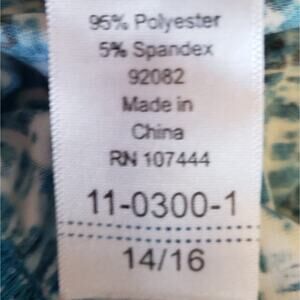 95% Polyester
5% Spandex
92082
Made in
China
RN 107444
11-0300-1
14/16